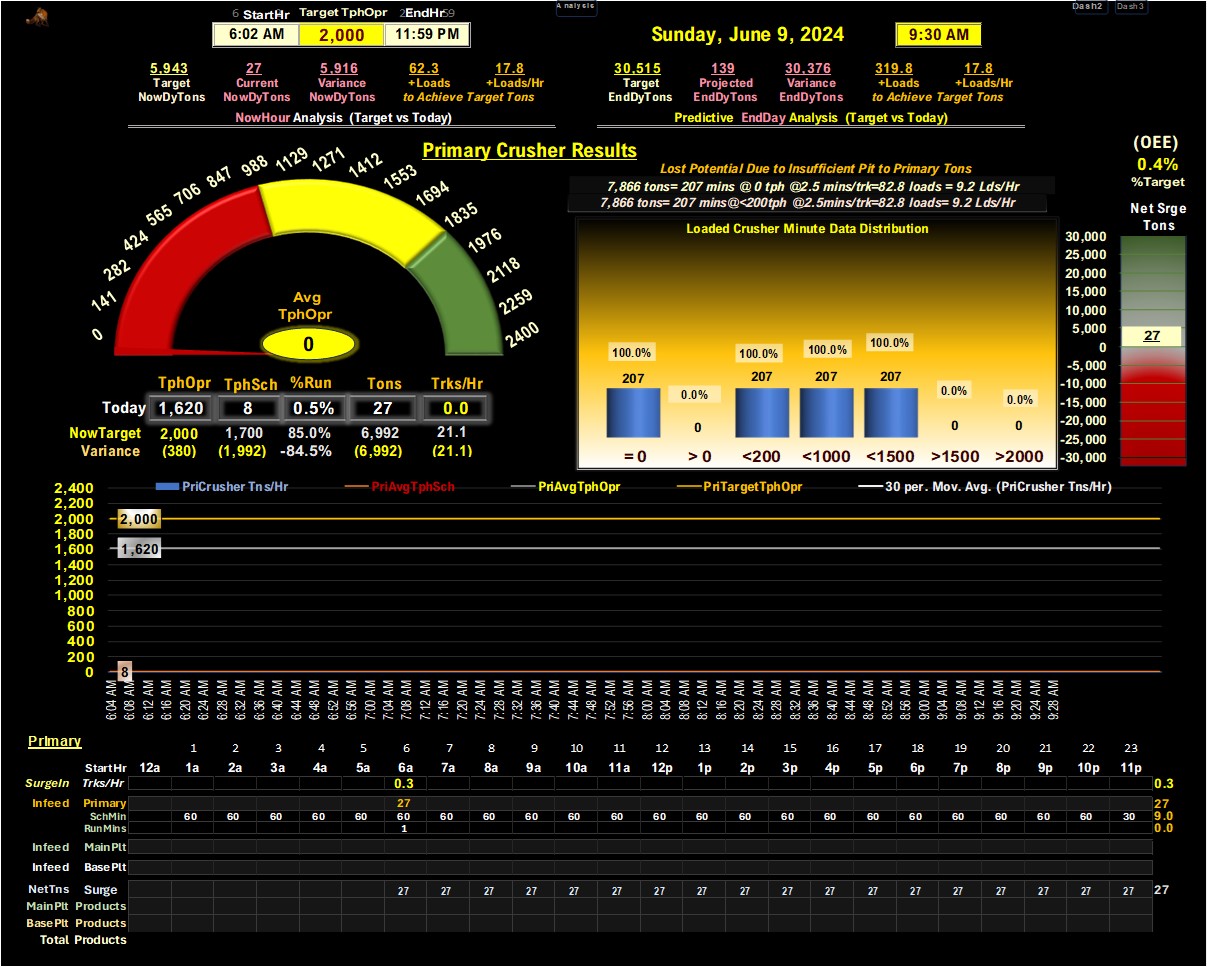 6 StartHr Target TphOpr 2EndHr59
6:02 AM 2,000 11:59 PM
Analysis
Dash2 Dash3
Sunday, June 9, 2024 9:30 AM
5,943 27 5,916 62.3 17.8
Target Current Variance +Loads +Loads/Hr
NowDyTons NowDyTons NowDyTons to Achieve Target Tons
NowHour Analysis (Target vs Today)
30,515 139 30,376 319.8 17.8
Target Projected Variance +Loads +Loads/Hr
EndDyTons EndDyTons EndDyTons to Achieve Target Tons
Predictive EndDay Analysis (Target vs Today)
Primary Crusher Results
0 141 282 424 565 706 847 988 1129 1271 1412 1553 1694 1835 1976 2118 2259 2400
Avg
TphOpr
0
TphOpr TphSch %Run Tons Trks/Hr
Today 1,620 8 0.5% 27 0.0
NowTarget 2,000 1,700 85.0% 6,992 21.1
Variance (380) (1,992) -84.5% (6,992) (21.1)
Lost Potential Due to Insufficient Pit to Primary Tons
7,866 tons= 207 mins @ 0 tph @2.5 mins/trk=82.8 loads = 9.2 Lds/Hr
7,866 tons= 207 mins@<200tph @2.5mins/trk=82.8 loads= 9.2 Lds/Hr
Loaded Crusher Minute Data Distribution
100.0% 0.0% 100.0% 100.0% 100.0% 0.0% 0.0%
207 0 207 207 207 0 0
= 0 > 0 <200 <1000 <1500 >1500 >2000
(OEE)
0.4%
%Target
Net Srge
Tons
30,000
25,000
20,000
15,000
10,000
5,000
0
-5,000
-10,000
-15,000
-20,000
-25,000
-30,000
27
PriCrusher Tns/Hr PriAvgTphSch PriAvgTphOpr PriTargetTphOpr 30 per. Mov. Avg. (PriCrusher Tns/Hr)
2,400
2,200
2,000
1,800
1,600
1,400
1,200
1,000
800
600
400
200
0
2,000
1,620
8
6:04 AM 6:08 AM 6:12 AM 6:16 AM 6:20 AM 6:24 AM 6:28 AM 6:32 AM 6:36 AM 6:40 AM 6:44 AM 6:48 AM 6:52 AM 6:56 AM 7:00 AM 7:04 AM 7:08 AM 7:12 AM 7:16 AM 7:20 AM 7:24 AM 7:28 AM 7:32 AM 7:36 AM 7:40 AM 7:44 AM 7:48 AM 7:52 AM 7:56 AM 8:00 AM 8:04 AM 8:08 AM 8:12 AM 8:16 AM 8:20 AM 8:24 AM 8:28 AM 8:32 AM 8:36 AM 8:40 AM 8:44 AM 8:48 AM 8:52 AM 8:56 AM 9:00 AM 9:04 AM 9:08 AM 9:12 AM 9:16 AM 9:20 AM 9:24 AM 9:28 AM
Primary
1 2 3 4 5 6 7 8 9 10 11 12 13 14 15 16 17 18 19 20 21 22 23
StartHr 12a 1a 2a 3a 4a 5a 6a 7a 8a 9a 10a 11a 12p 1p 2p 3p 4p 5p 6p 7p 8p 9p 10p 11p
SurgeIn Trks/Hr 0.3 0.3
Infeed Primary 27 27
SchMin 60 60 60 60 60 60 60 60 60 60 60 60 60 60 60 60 60 60 60 60 60 60 30 9.0
RunMins 1 0.0
Infeed MainPlt
Infeed BasePlt
NetTns Surge 27 27 27 27 27 27 27 27 27 27 27 27 27 27 27 27 27 27 27
MainPlt Products
BasePlt Products
Total Products